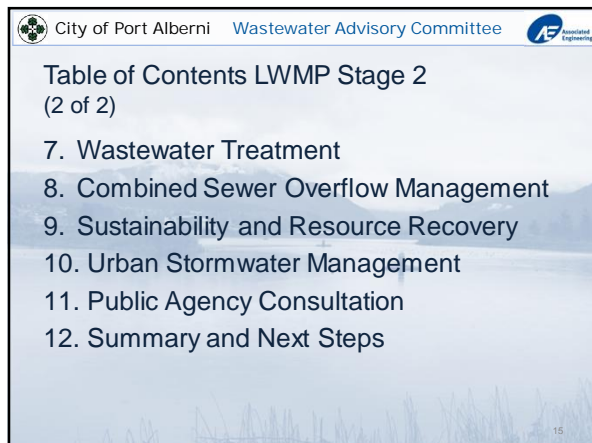 City of Port Alberni Wastewater Advisory Committee AE Associated Engineering
Table of Contents LWMP Stage 2
(2 of 2)
7. Wastewater Treatment
8. Combined Sewer Overflow Management
9. Sustainability and Resource Recovery
10. Urban Stormwater Management
11. Public Agency Consultation
12. Summary and Next Steps
15